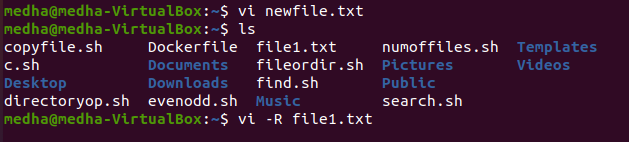 medha@medha-VirtualBox:~$ vi newfile.txt
medha@medha-VirtualBox:~$ ls
copyfile.sh Dockerfile file1.txt numoffiles.sh Templates
c.sh Documents fileordir.sh Pictures Videos
Desktop Downloads find.sh Public
directoryop.sh evenodd.sh Music search.sh
medha@medha-VirtualBox:~$ vi -R file1.txt